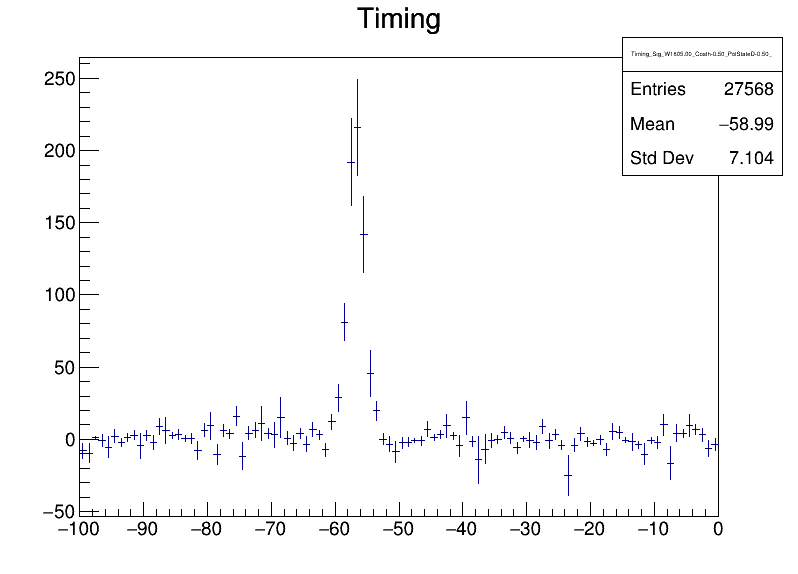 Timing
Timing_Sig_W1605.00_Costh-0.50_PolStateD-0.50_
Entries 27568
Mean −58.99
Std Dev 7.104
250
200
150
100
50
0
−50
−100 −90 −80 −70 −60 −50 −40 −30 −20 −10 0